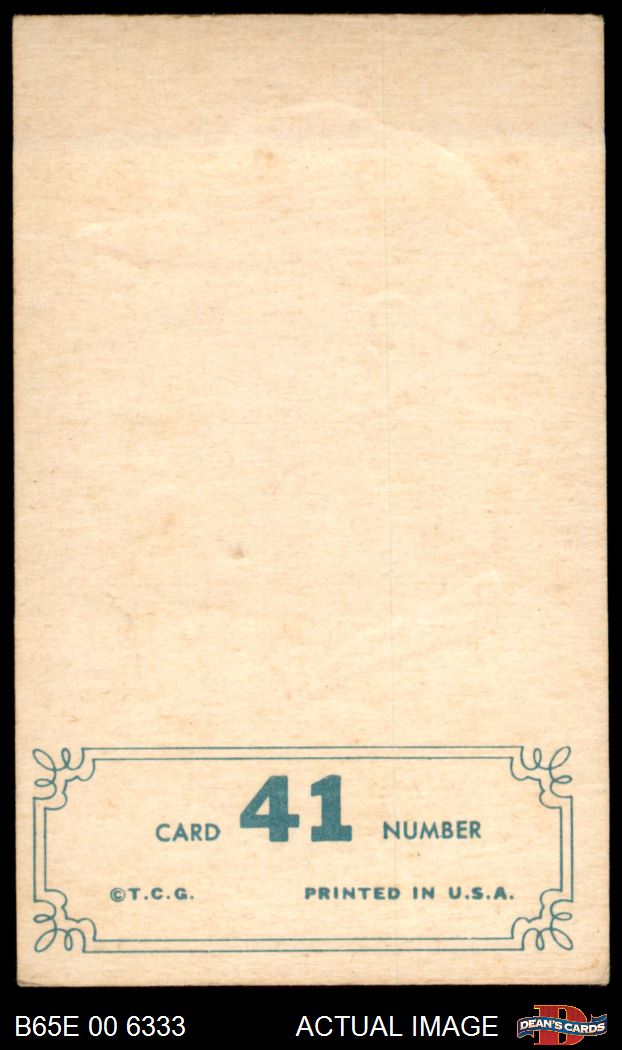 CARD 41 NUMBER
©T.C.G. PRINTED IN U.S.A.
B65E 00 6333 ACTUAL IMAGE DEAN'S CARDS